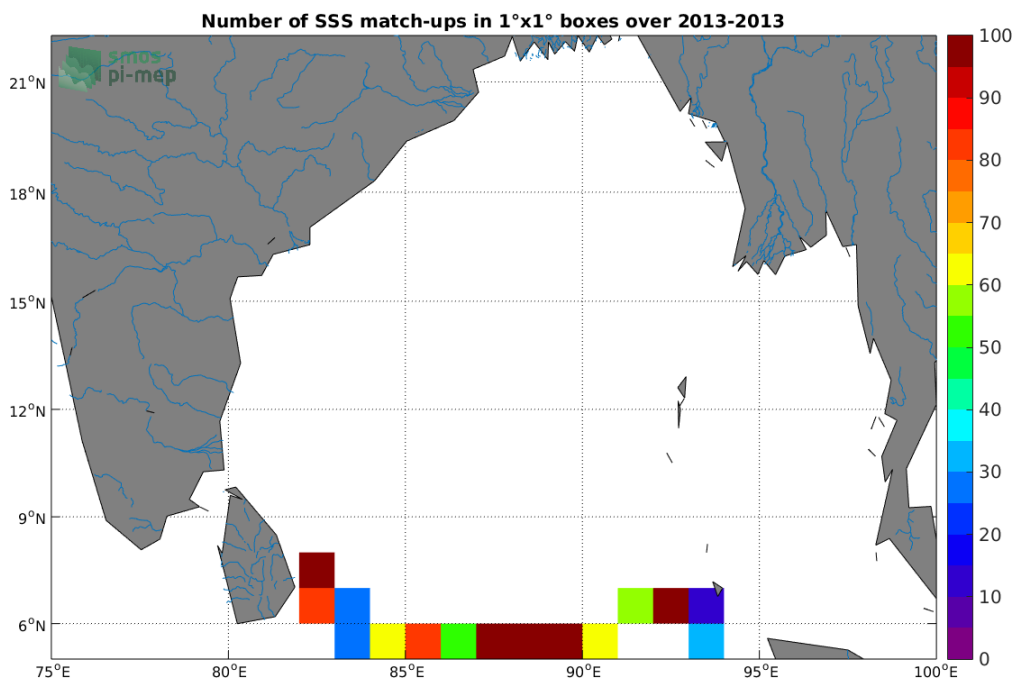 Number of SSS match-ups in 1°x1° boxes over 2013-2013
smos
pi-mep
21°N
18°N
15°N
12°N
9°N
6°N
75°E 80°E 85°E 90°E 95°E 100°E
100
90
80
70
60
50
40
30
20
10
0